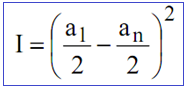 I = (a₁/2 − aₙ/2)²